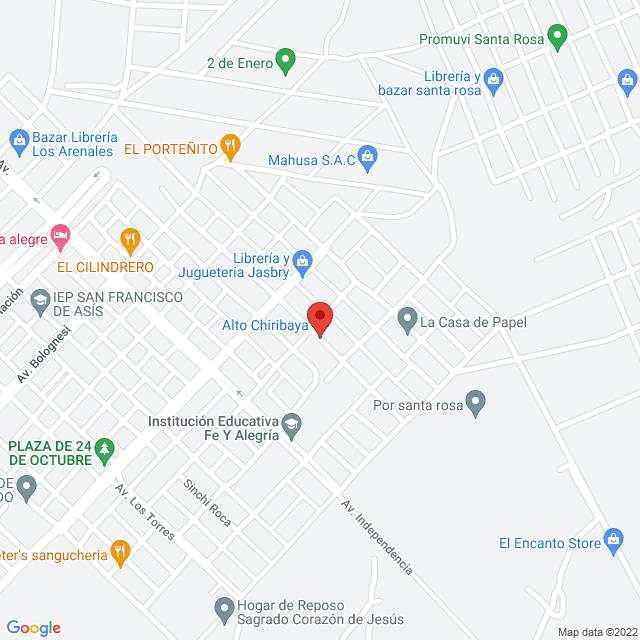 Promuvi Santa Rosa
2 de Enero
Librería y
bazar santa rosa
Bazar Librería
Los Arenales
EL PORTEÑITO
Mahusa S.A.C
Av.
a alegre
EL CILINDRERO
Librería y
Jugueteria Jasbry
IEP SAN FRANCISCO
DE ASÍS
nación
Alto Chiribaya
La Casa de Papel
Av. Bolognesi
Por santa rosa
Institución Educativa
Fe Y Alegría
PLAZA DE 24
DE OCTUBRE
DE
DO
Sinchi Roca
Av. Los Torres
Av. Independencia
El Encanto Store
ter's sangucheria
Hogar de Reposo
Sagrado Corazón de Jesús
Google
Map data ©2022